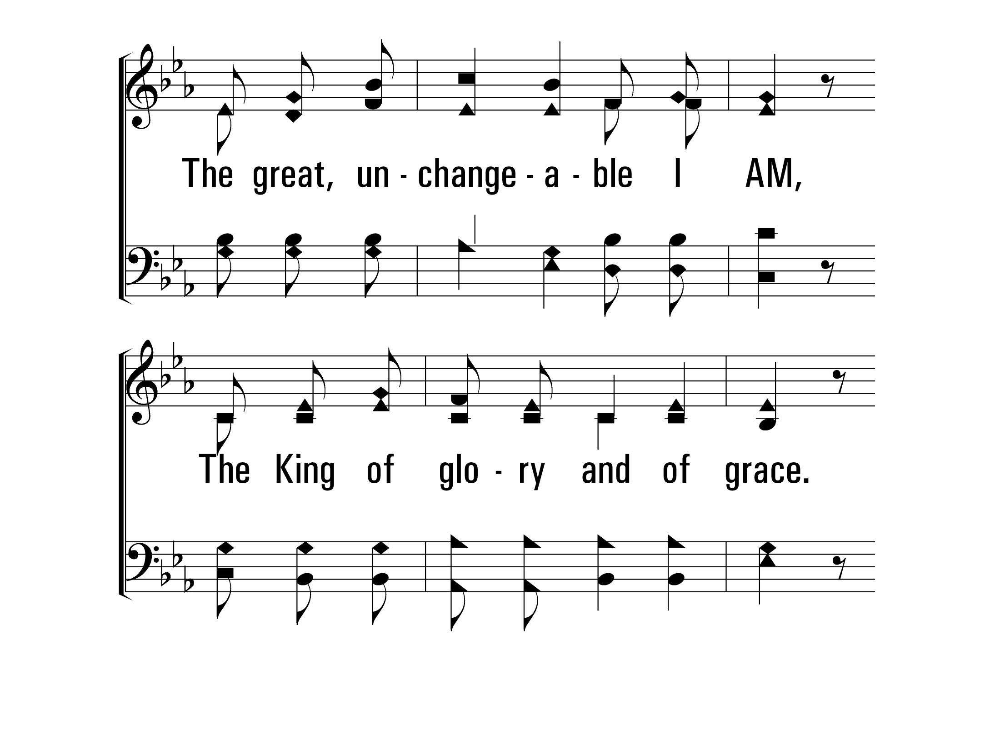 The great, un - change - a - ble I AM,
The King of glo - ry and of grace.